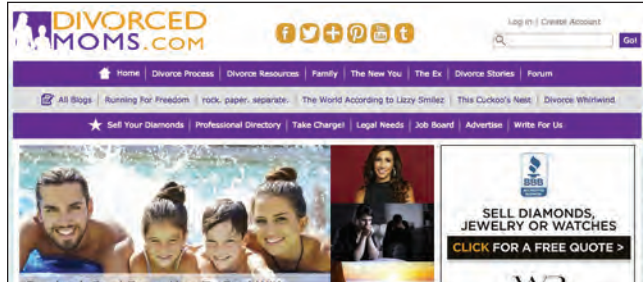 DIVORCED
MOMS.COM
Log in | Create Account
Go!
Home | Divorce Process | Divorce Resources | Family | The New You | The Ex | Divorce Stories | Forum
All Blogs | Running For Freedom | rock. paper. separate. | The World According to Lizzy Smilez | This Cuckoo's Nest | Divorce Whirlwind
Sell Your Diamonds | Professional Directory | Take Charge! | Legal Needs | Job Board | Advertise | Write For Us
BBB
SELL DIAMONDS,
JEWELRY OR WATCHES
CLICK FOR A FREE QUOTE >